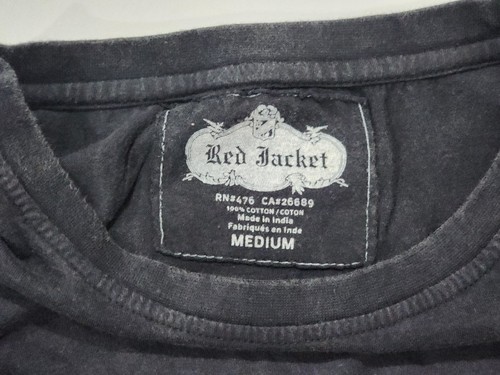 Red Jacket
RN#476 CA#26689
100% COTTON / COTON
Made in India
Fabriqués en Inde
MEDIUM